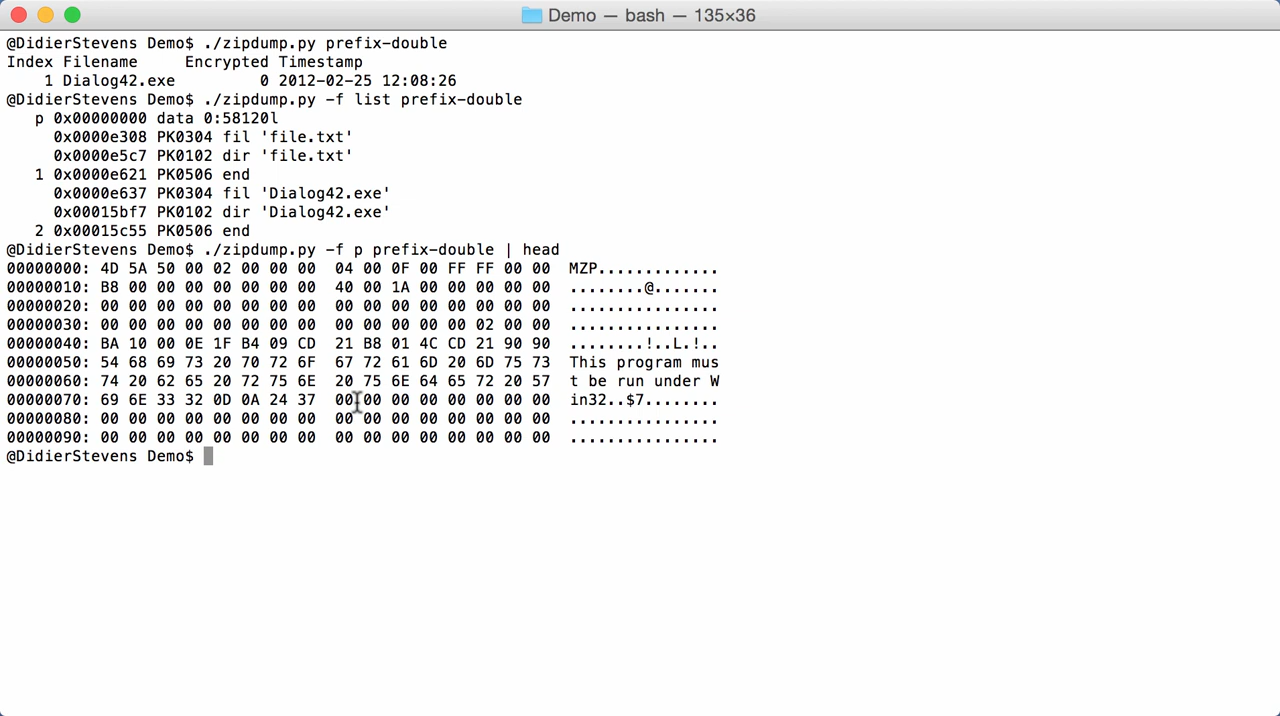 Demo — bash — 135×36
@DidierStevens Demo$ ./zipdump.py prefix-double
Index Filename     Encrypted Timestamp
    1 Dialog42.exe         0 2012-02-25 12:08:26
@DidierStevens Demo$ ./zipdump.py -f list prefix-double
   p 0x00000000 data 0:58120l
     0x0000e308 PK0304 fil 'file.txt'
     0x0000e5c7 PK0102 dir 'file.txt'
   1 0x0000e621 PK0506 end
     0x0000e637 PK0304 fil 'Dialog42.exe'
     0x00015bf7 PK0102 dir 'Dialog42.exe'
   2 0x00015c55 PK0506 end
@DidierStevens Demo$ ./zipdump.py -f p prefix-double | head
00000000: 4D 5A 50 00 02 00 00 00  04 00 0F 00 FF FF 00 00  MZP.............
00000010: B8 00 00 00 00 00 00 00  40 00 1A 00 00 00 00 00  ........@.......
00000020: 00 00 00 00 00 00 00 00  00 00 00 00 00 00 00 00  ................
00000030: 00 00 00 00 00 00 00 00  00 00 00 00 00 02 00 00  ................
00000040: BA 10 00 0E 1F B4 09 CD  21 B8 01 4C CD 21 90 90  ........!..L.!..
00000050: 54 68 69 73 20 70 72 6F  67 72 61 6D 20 6D 75 73  This program mus
00000060: 74 20 62 65 20 72 75 6E  20 75 6E 64 65 72 20 57  t be run under W
00000070: 69 6E 33 32 0D 0A 24 37  00 00 00 00 00 00 00 00  in32..$7........
00000080: 00 00 00 00 00 00 00 00  00 00 00 00 00 00 00 00  ................
00000090: 00 00 00 00 00 00 00 00  00 00 00 00 00 00 00 00  ................
@DidierStevens Demo$